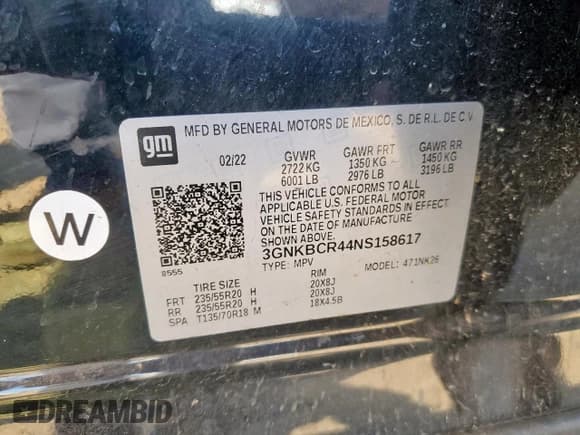 gm
MFD BY GENERAL MOTORS DE MEXICO, S. DE R.L. DE C.V
02/22 GVWR GAWR FRT GAWR RR
2722 KG 1350 KG 1450 KG
6001 LB 2976 LB 3196 LB
THIS VEHICLE CONFORMS TO ALL
APPLICABLE U.S. FEDERAL MOTOR
VEHICLE SAFETY STANDARDS IN EFFECT
ON THE DATE OF MANUFACTURE
SHOWN ABOVE.
3GNKBCR44NS158617
8555
TYPE: MPV MODEL: 471NK26
TIRE SIZE RIM
FRT 235/55R20 H 20X8J
RR 235/55R20 H 20X8J
SPA T135/70R18 M 18X4.5B
W
DREAMBID